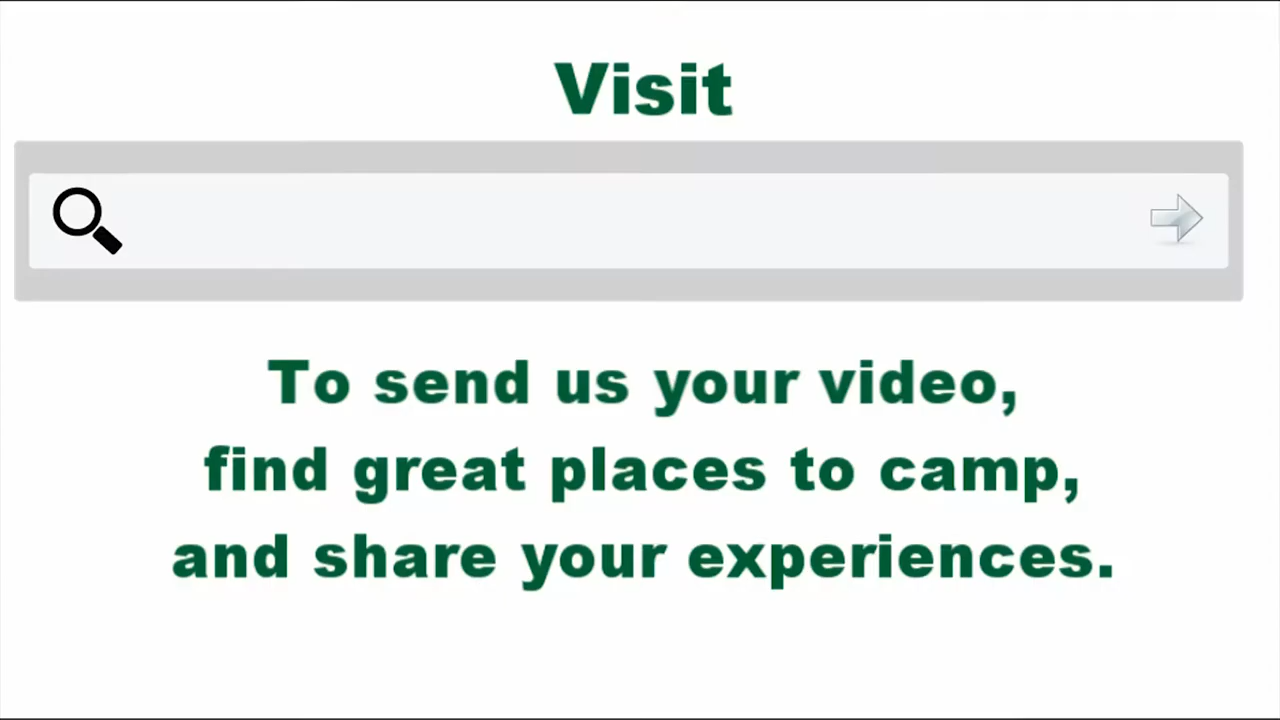 Visit
To send us your video,
find great places to camp,
and share your experiences.